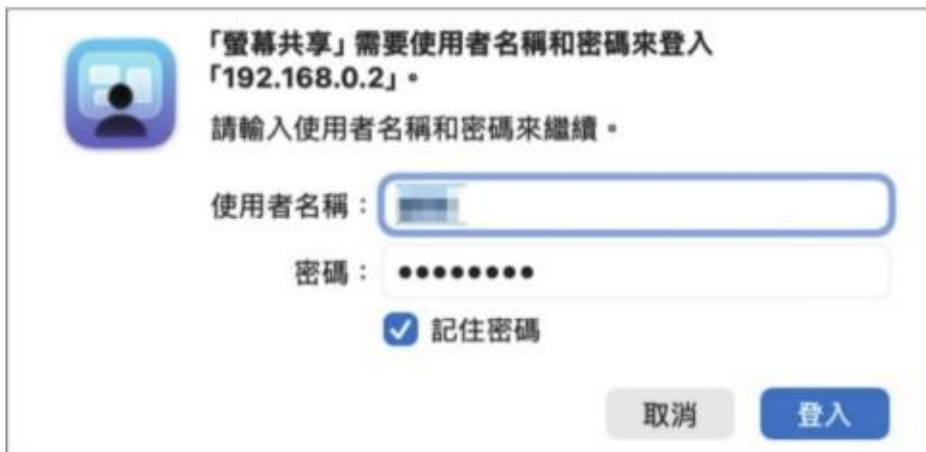 「螢幕共享」需要使用者名稱和密碼來登入
「192.168.0.2」。
請輸入使用者名稱和密碼來繼續。
使用者名稱：
密碼：••••••••
記住密碼
取消
登入